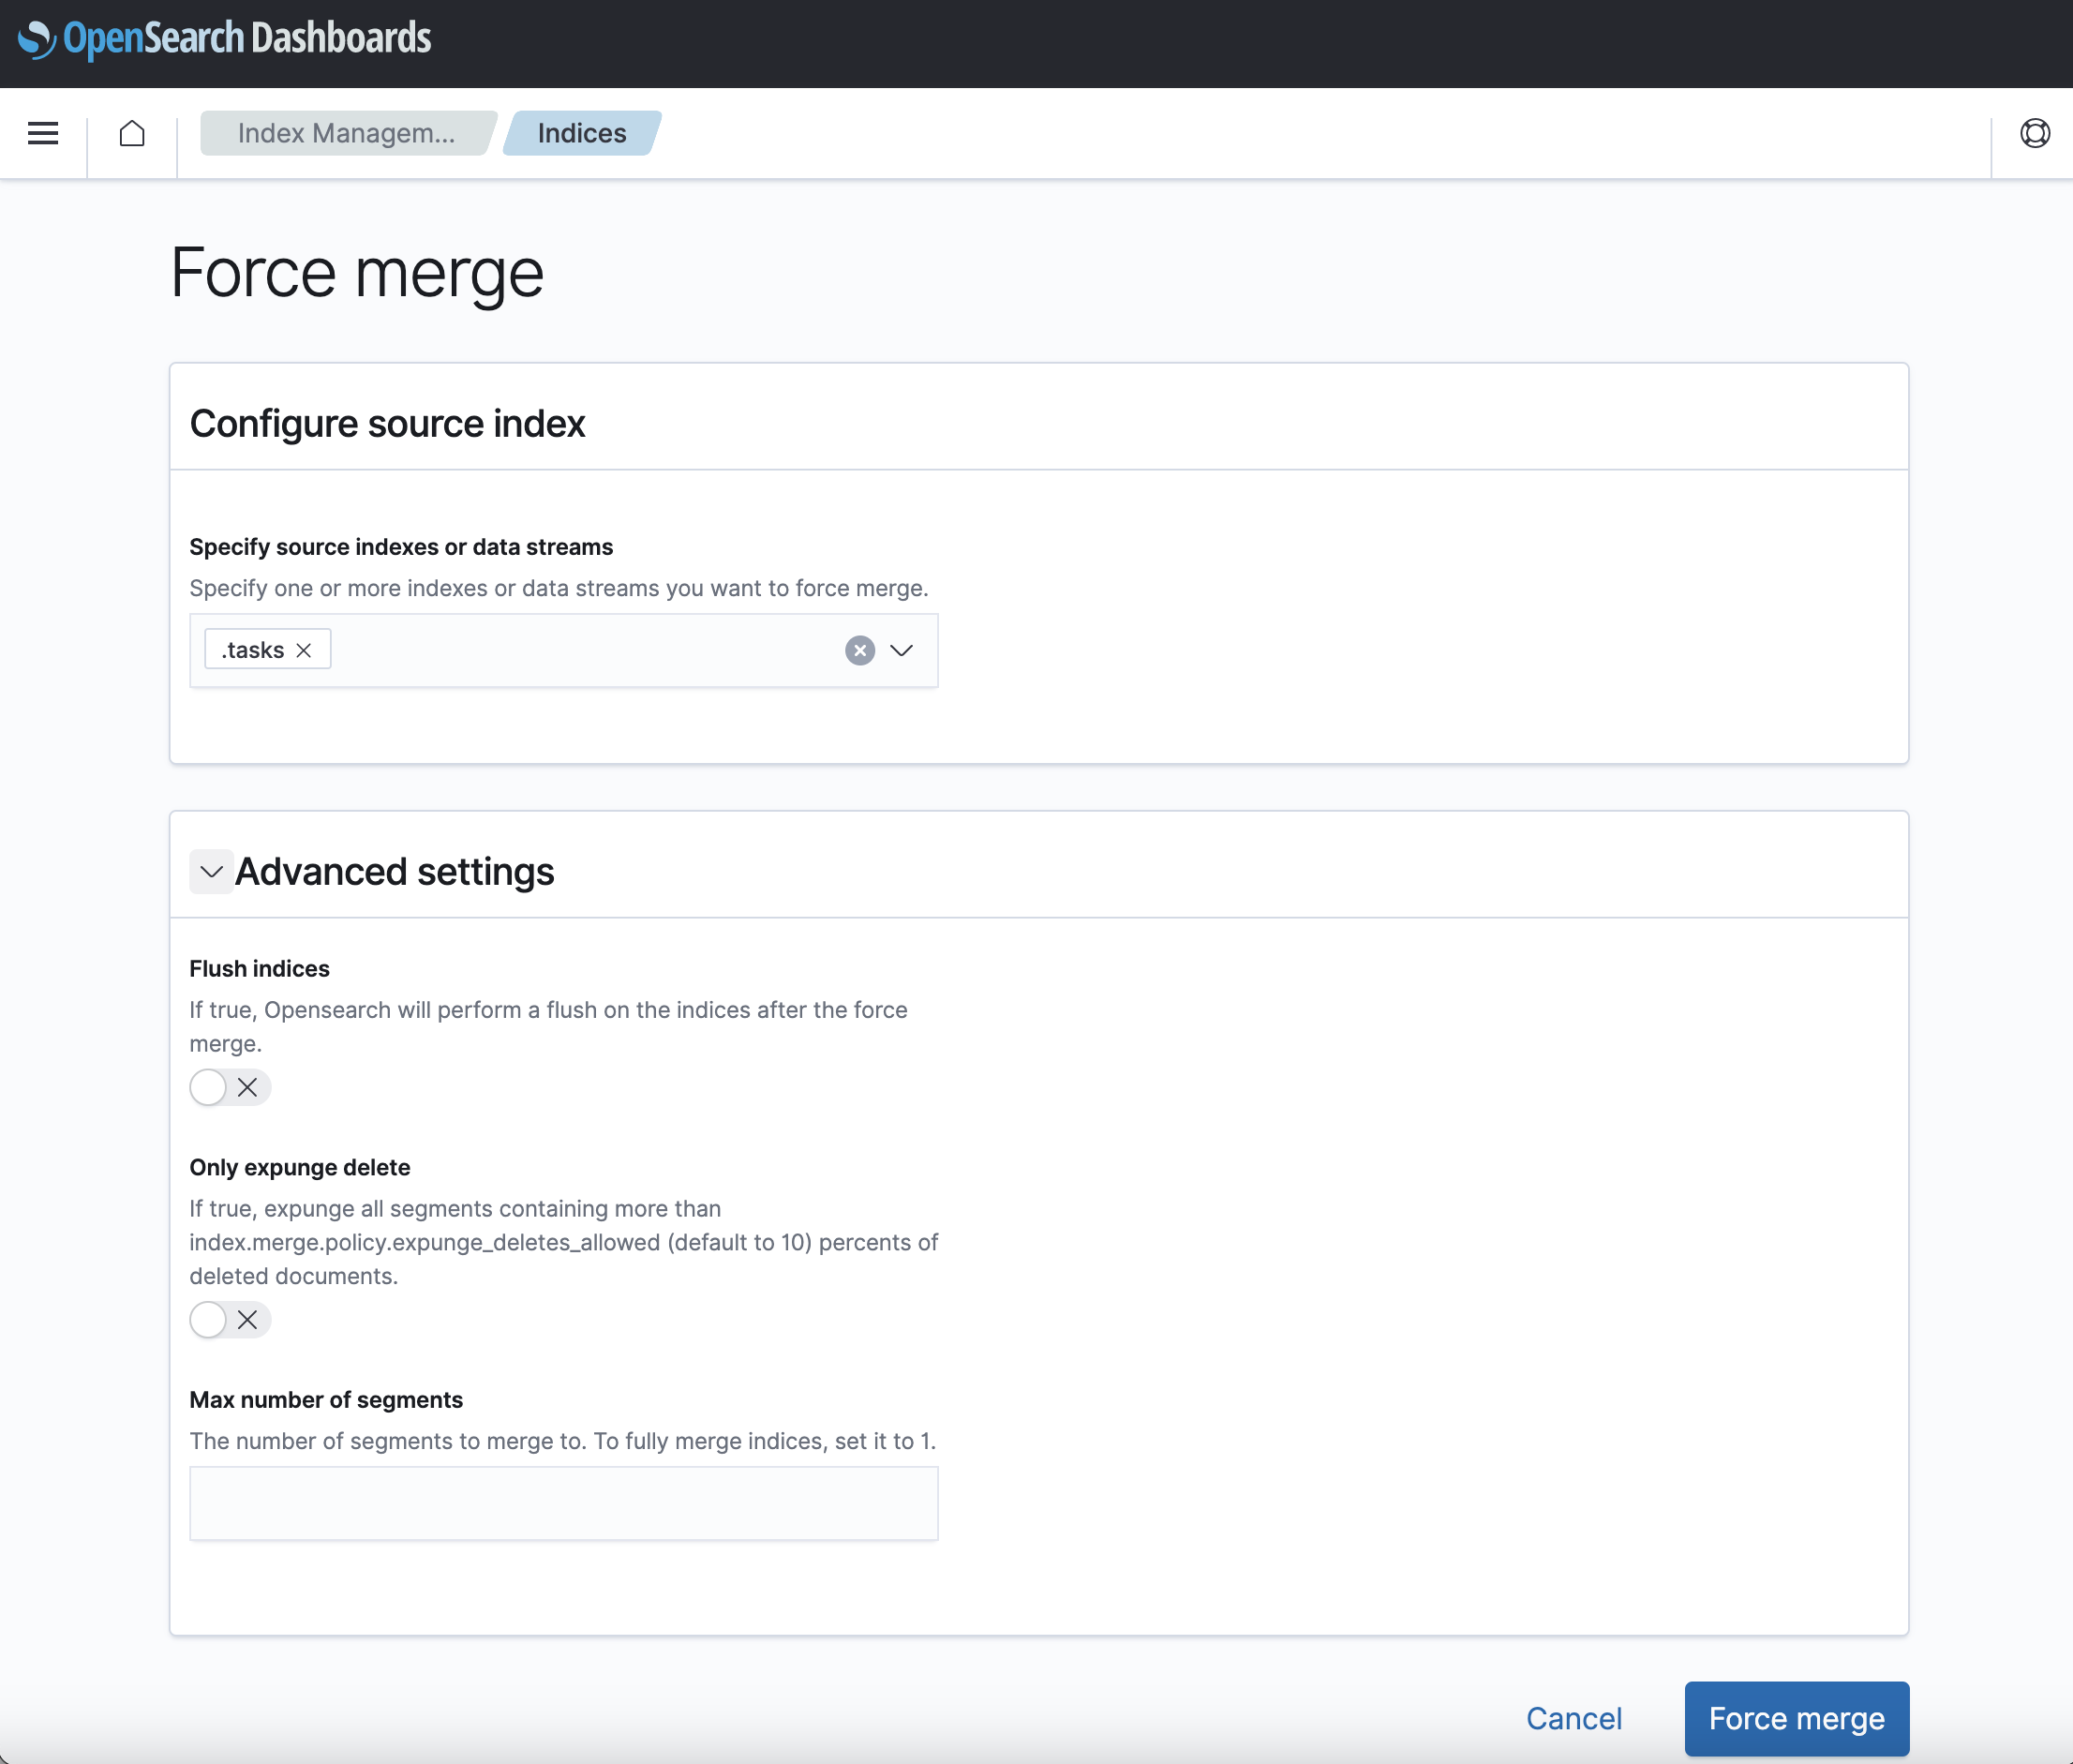 OpenSearch Dashboards
Index Managem...
Indices
Force merge
Configure source index
Specify source indexes or data streams
Specify one or more indexes or data streams you want to force merge.
.tasks
Advanced settings
Flush indices
If true, Opensearch will perform a flush on the indices after the force
merge.
Only expunge delete
If true, expunge all segments containing more than
index.merge.policy.expunge_deletes_allowed (default to 10) percents of
deleted documents.
Max number of segments
The number of segments to merge to. To fully merge indices, set it to 1.
Cancel
Force merge